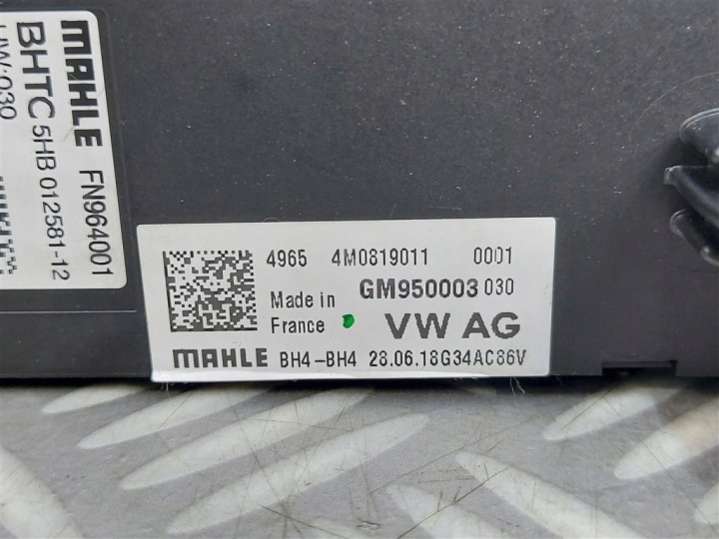 MAHLE FN964001
BHTC 5HB 012581-12
4965 4M0819011 0001
Made in GM950003 030
France VW AG
MAHLE BH4-BH4 28.06.18G34AC86V